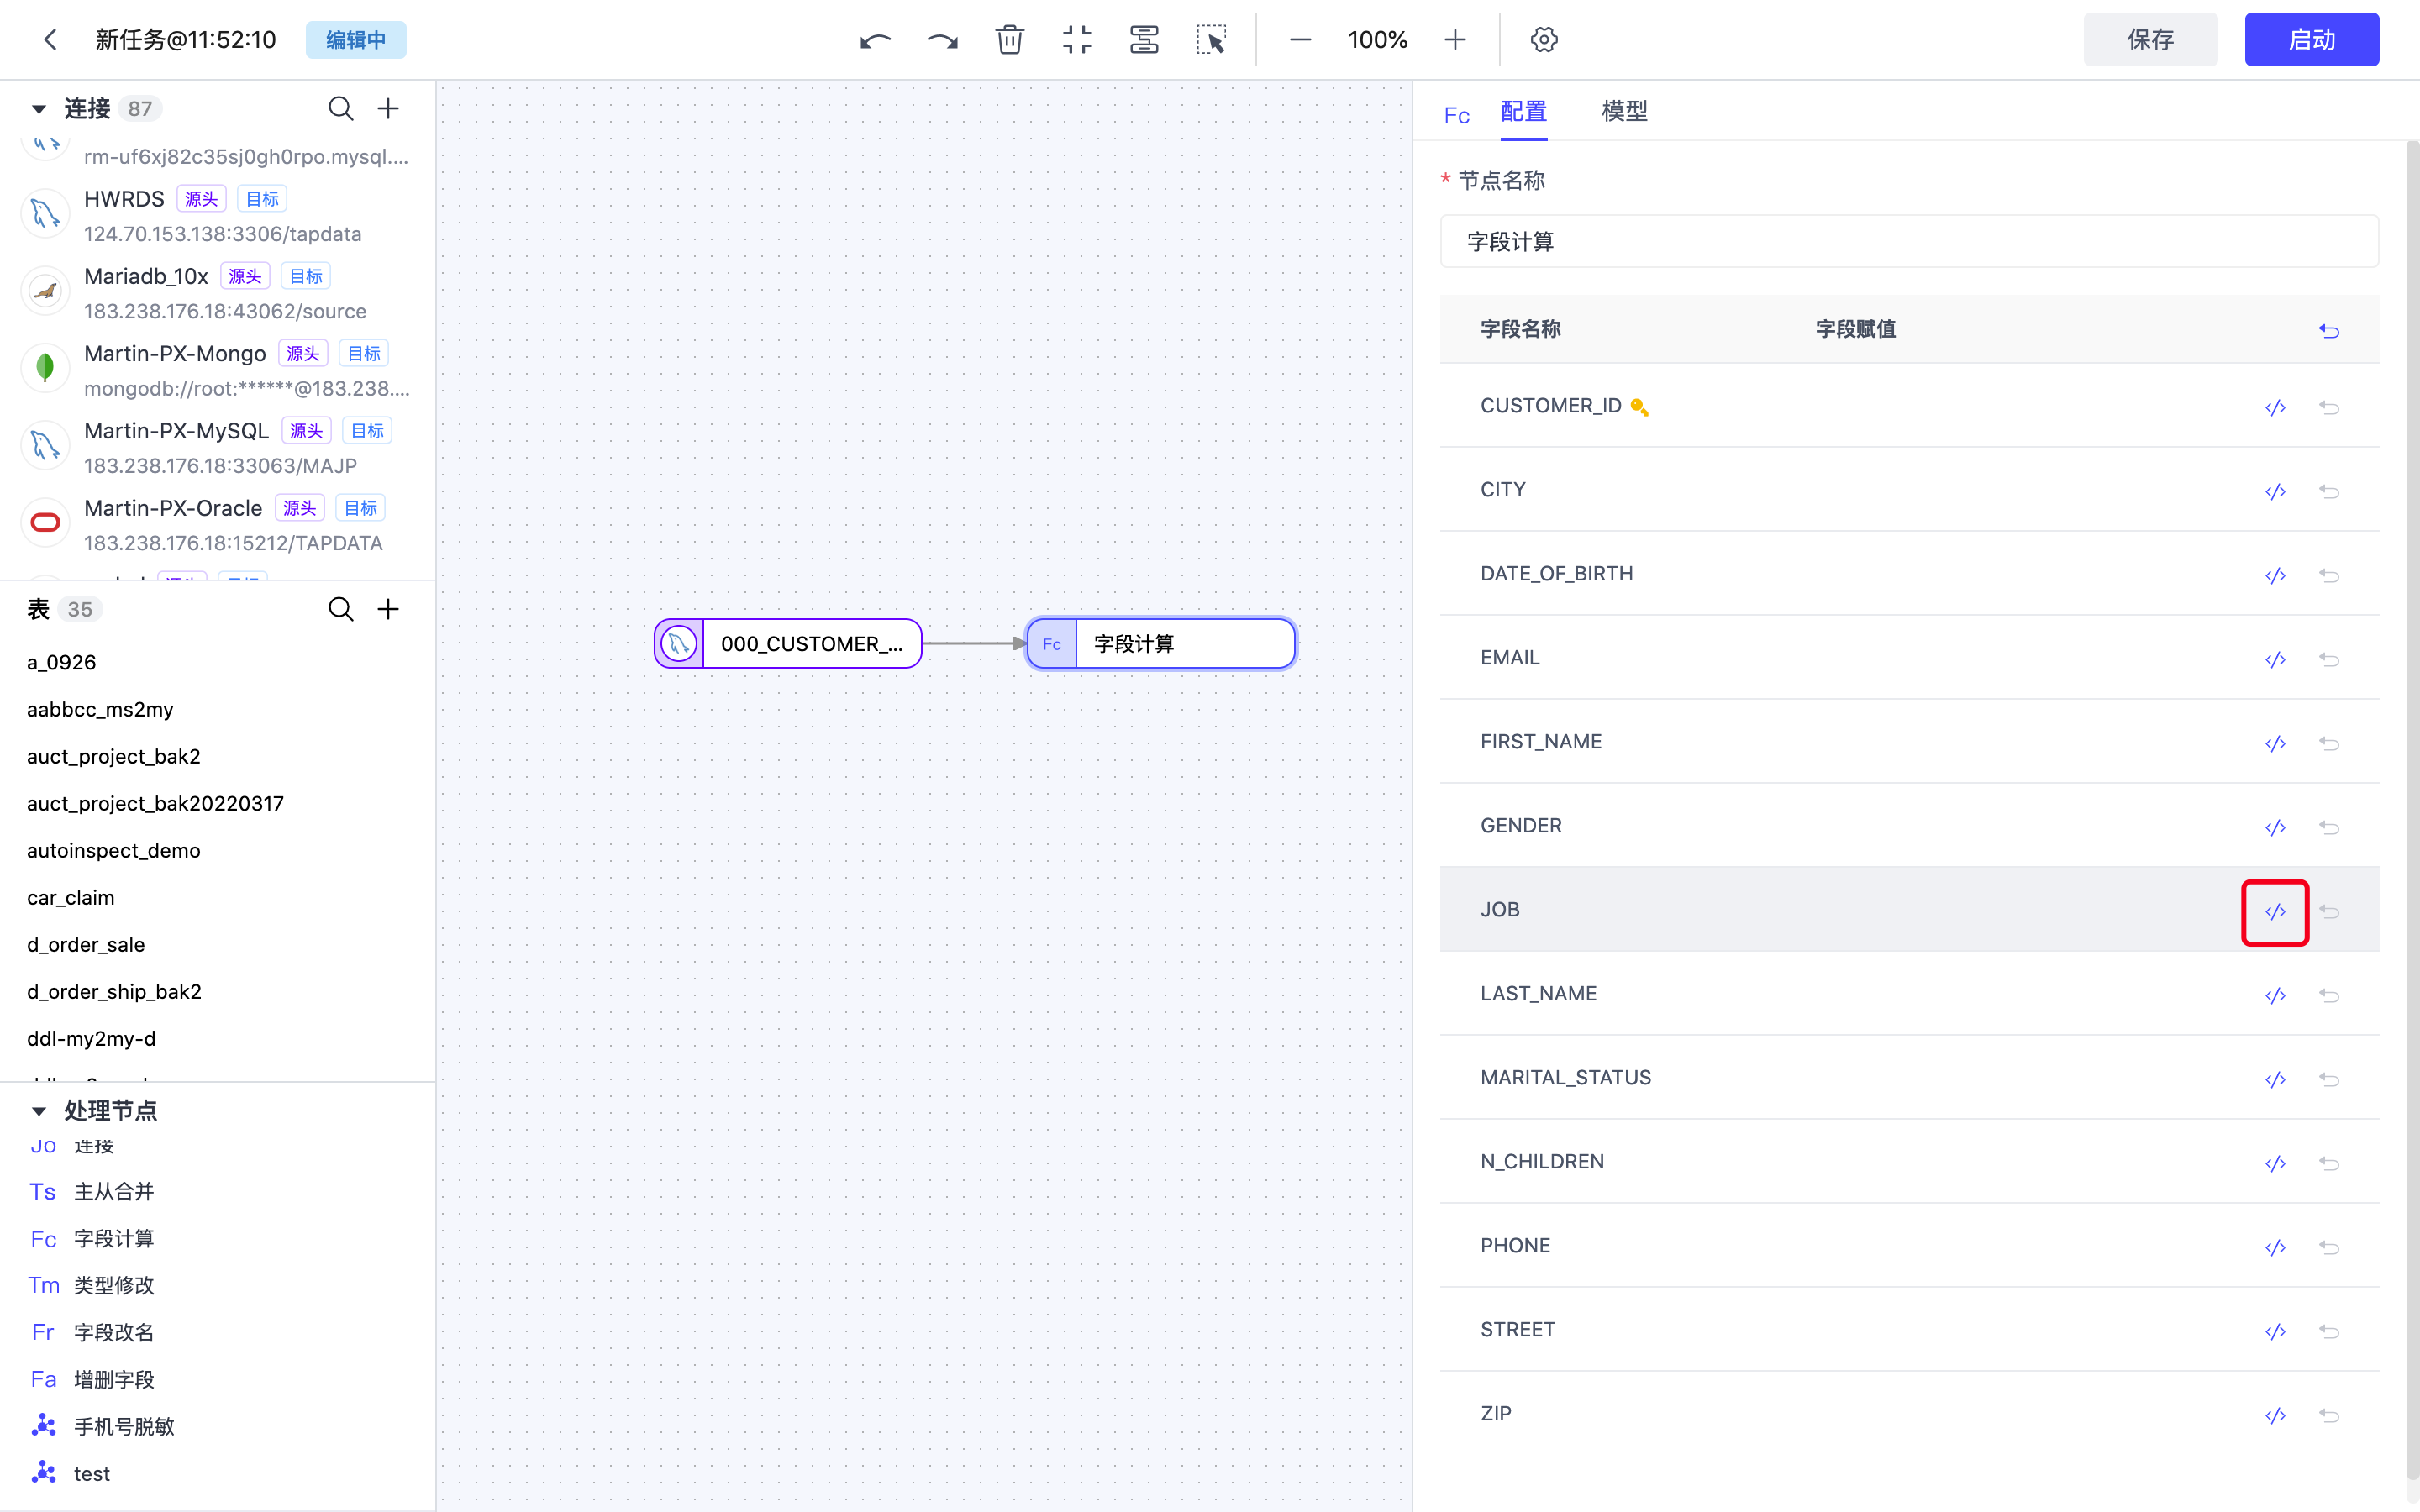 新任务@11:52:10 编辑中 100% 保存 启动
连接 87
rm-uf6xj82c35sj0gh0rpo.mysql....
HWRDS 源头 目标
124.70.153.138:3306/tapdata
Mariadb_10x 源头 目标
183.238.176.18:43062/source
Martin-PX-Mongo 源头 目标
mongodb://root:******@183.238....
Martin-PX-MySQL 源头 目标
183.238.176.18:33063/MAJP
Martin-PX-Oracle 源头 目标
183.238.176.18:15212/TAPDATA
表 35
a_0926
aabbcc_ms2my
auct_project_bak2
auct_project_bak20220317
autoinspect_demo
car_claim
d_order_sale
d_order_ship_bak2
ddl-my2my-d
处理节点
Jo 连接
Ts 主从合并
Fc 字段计算
Tm 类型修改
Fr 字段改名
Fa 增删字段
手机号脱敏
test
000_CUSTOMER_...
Fc 字段计算
Fc 配置 模型
* 节点名称
字段计算
字段名称 字段赋值
CUSTOMER_ID
CITY
DATE_OF_BIRTH
EMAIL
FIRST_NAME
GENDER
JOB
LAST_NAME
MARITAL_STATUS
N_CHILDREN
PHONE
STREET
ZIP